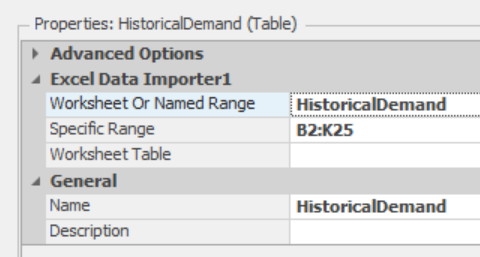 Properties: HistoricalDemand (Table)
Advanced Options
Excel Data Importer1
Worksheet Or Named Range HistoricalDemand
Specific Range B2:K25
Worksheet Table
General
Name HistoricalDemand
Description